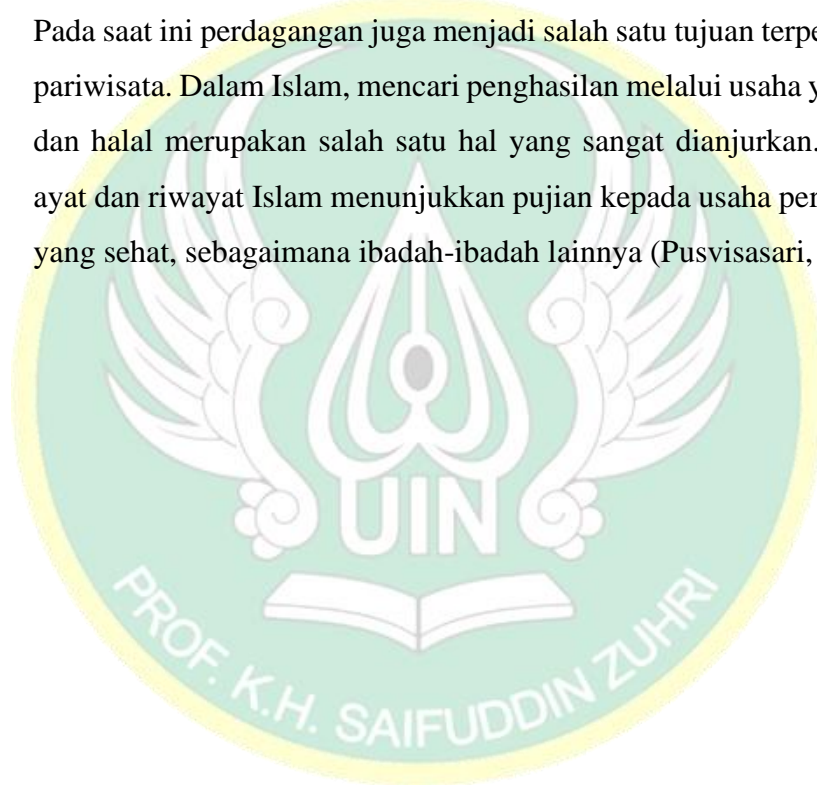 Pada saat ini perdagangan juga menjadi salah satu tujuan
pariwisata. Dalam Islam, mencari penghasilan melalui usaha
dan halal merupakan salah satu hal yang sangat dianjurkan.
ayat dan riwayat Islam menunjukkan pujian kepada usaha
yang sehat, sebagaimana ibadah-ibadah lainnya (Pusvisasari,
UIN
PROF. K.H. SAIFUDDIN ZUHRI